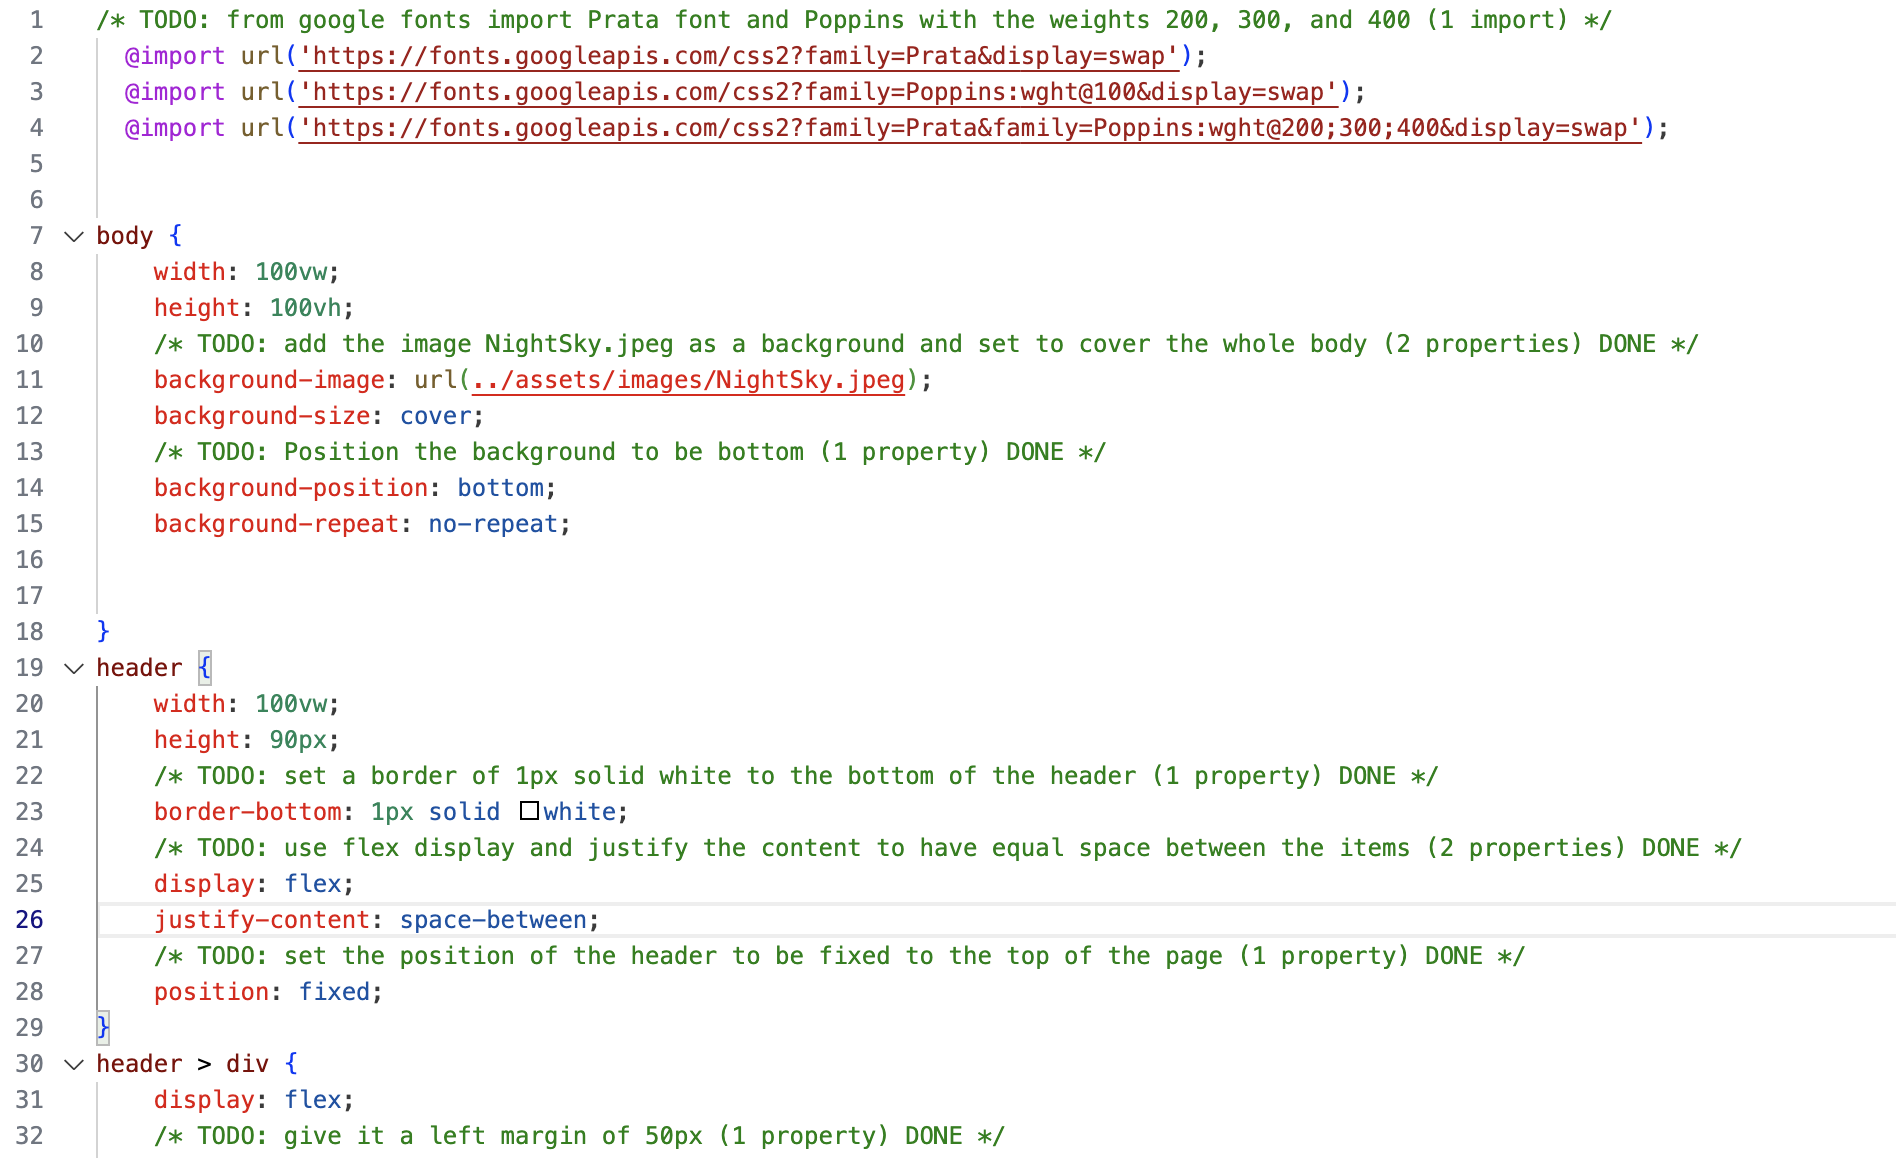 1 /* TODO: from google fonts import Prata font and Poppins with the weights 200, 300, and 400 (1 import) */
2 @import url('https://fonts.googleapis.com/css2?family=Prata&display=swap');
3 @import url('https://fonts.googleapis.com/css2?family=Poppins:wght@100&display=swap');
4 @import url('https://fonts.googleapis.com/css2?family=Prata&family=Poppins:wght@200;300;400&display=swap');
5
6
7 body {
8 width: 100vw;
9 height: 100vh;
10 /* TODO: add the image NightSky.jpeg as a background and set to cover the whole body (2 properties) DONE */
11 background-image: url(../assets/images/NightSky.jpeg);
12 background-size: cover;
13 /* TODO: Position the background to be bottom (1 property) DONE */
14 background-position: bottom;
15 background-repeat: no-repeat;
16
17
18 }
19 header {
20 width: 100vw;
21 height: 90px;
22 /* TODO: set a border of 1px solid white to the bottom of the header (1 property) DONE */
23 border-bottom: 1px solid white;
24 /* TODO: use flex display and justify the content to have equal space between the items (2 properties) DONE */
25 display: flex;
26 justify-content: space-between;
27 /* TODO: set the position of the header to be fixed to the top of the page (1 property) DONE */
28 position: fixed;
29 }
30 header > div {
31 display: flex;
32 /* TODO: give it a left margin of 50px (1 property) DONE */